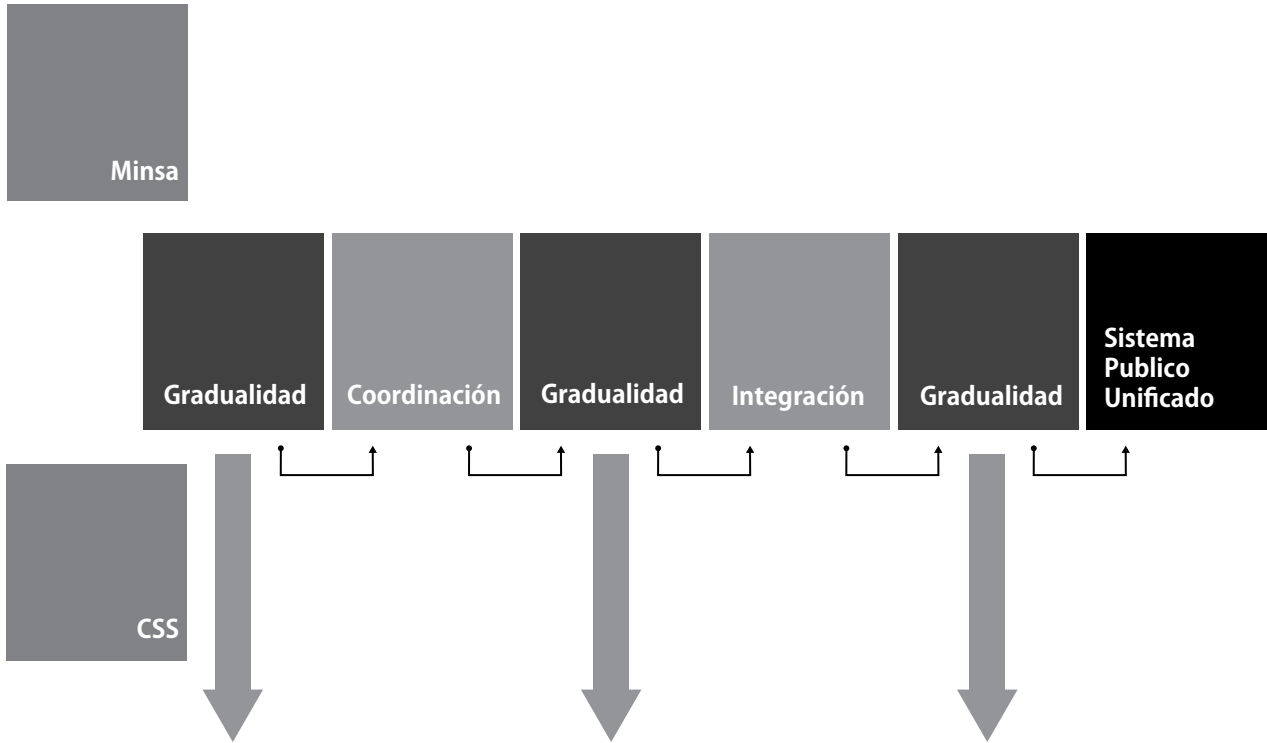 Minsa
Gradualidad
Coordinación
Gradualidad
Integración
Gradualidad
Sistema
Publico
Unificado
CSS